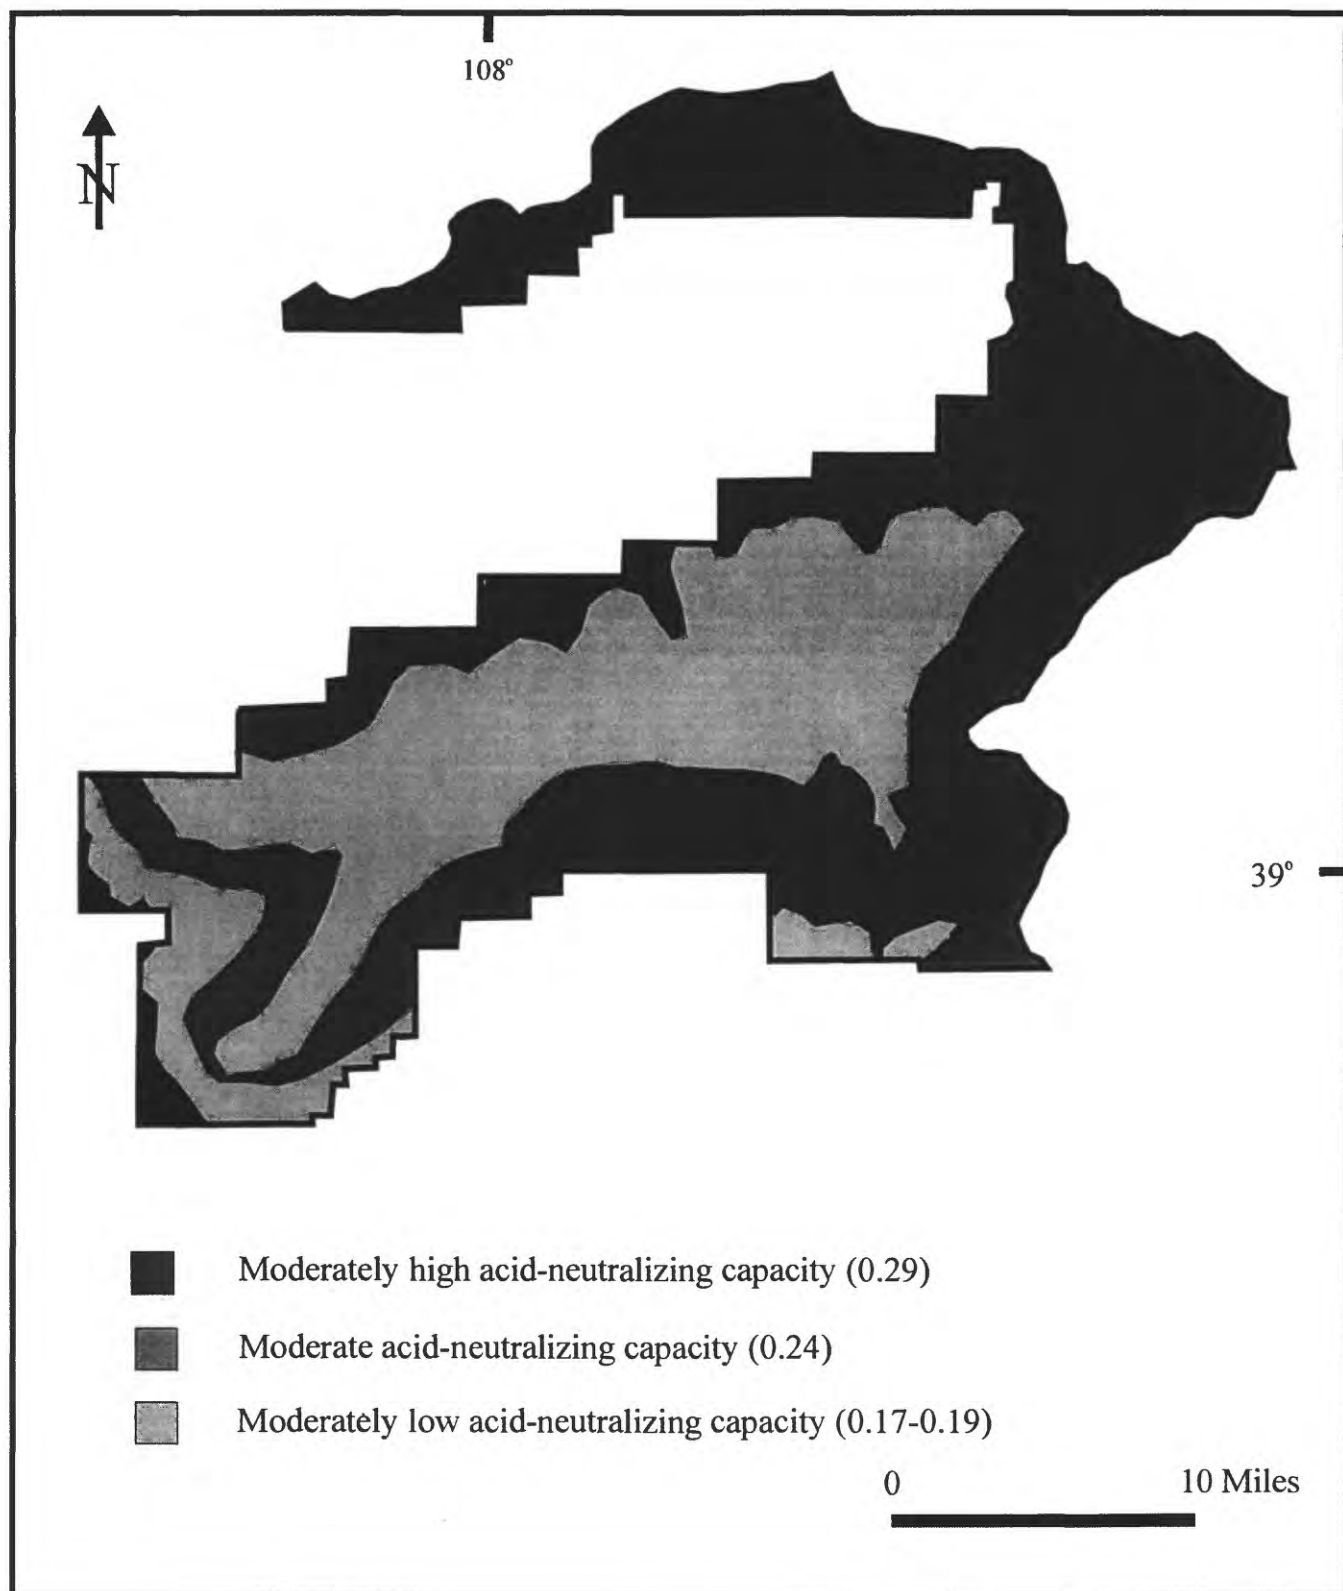 108°
N
39°
Moderately high acid-neutralizing capacity (0.29)
Moderate acid-neutralizing capacity (0.24)
Moderately low acid-neutralizing capacity (0.17-0.19)
0 10 Miles